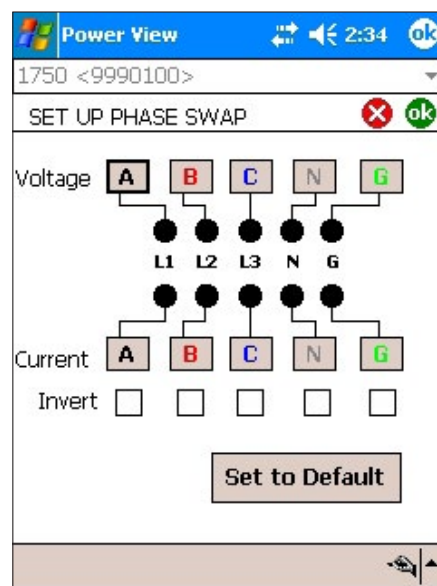 Power View 2:34 ok
1750 <9990100>
SET UP PHASE SWAP ok
Voltage A B C N G
L1 L2 L3 N G
Current A B C N G
Invert
Set to Default